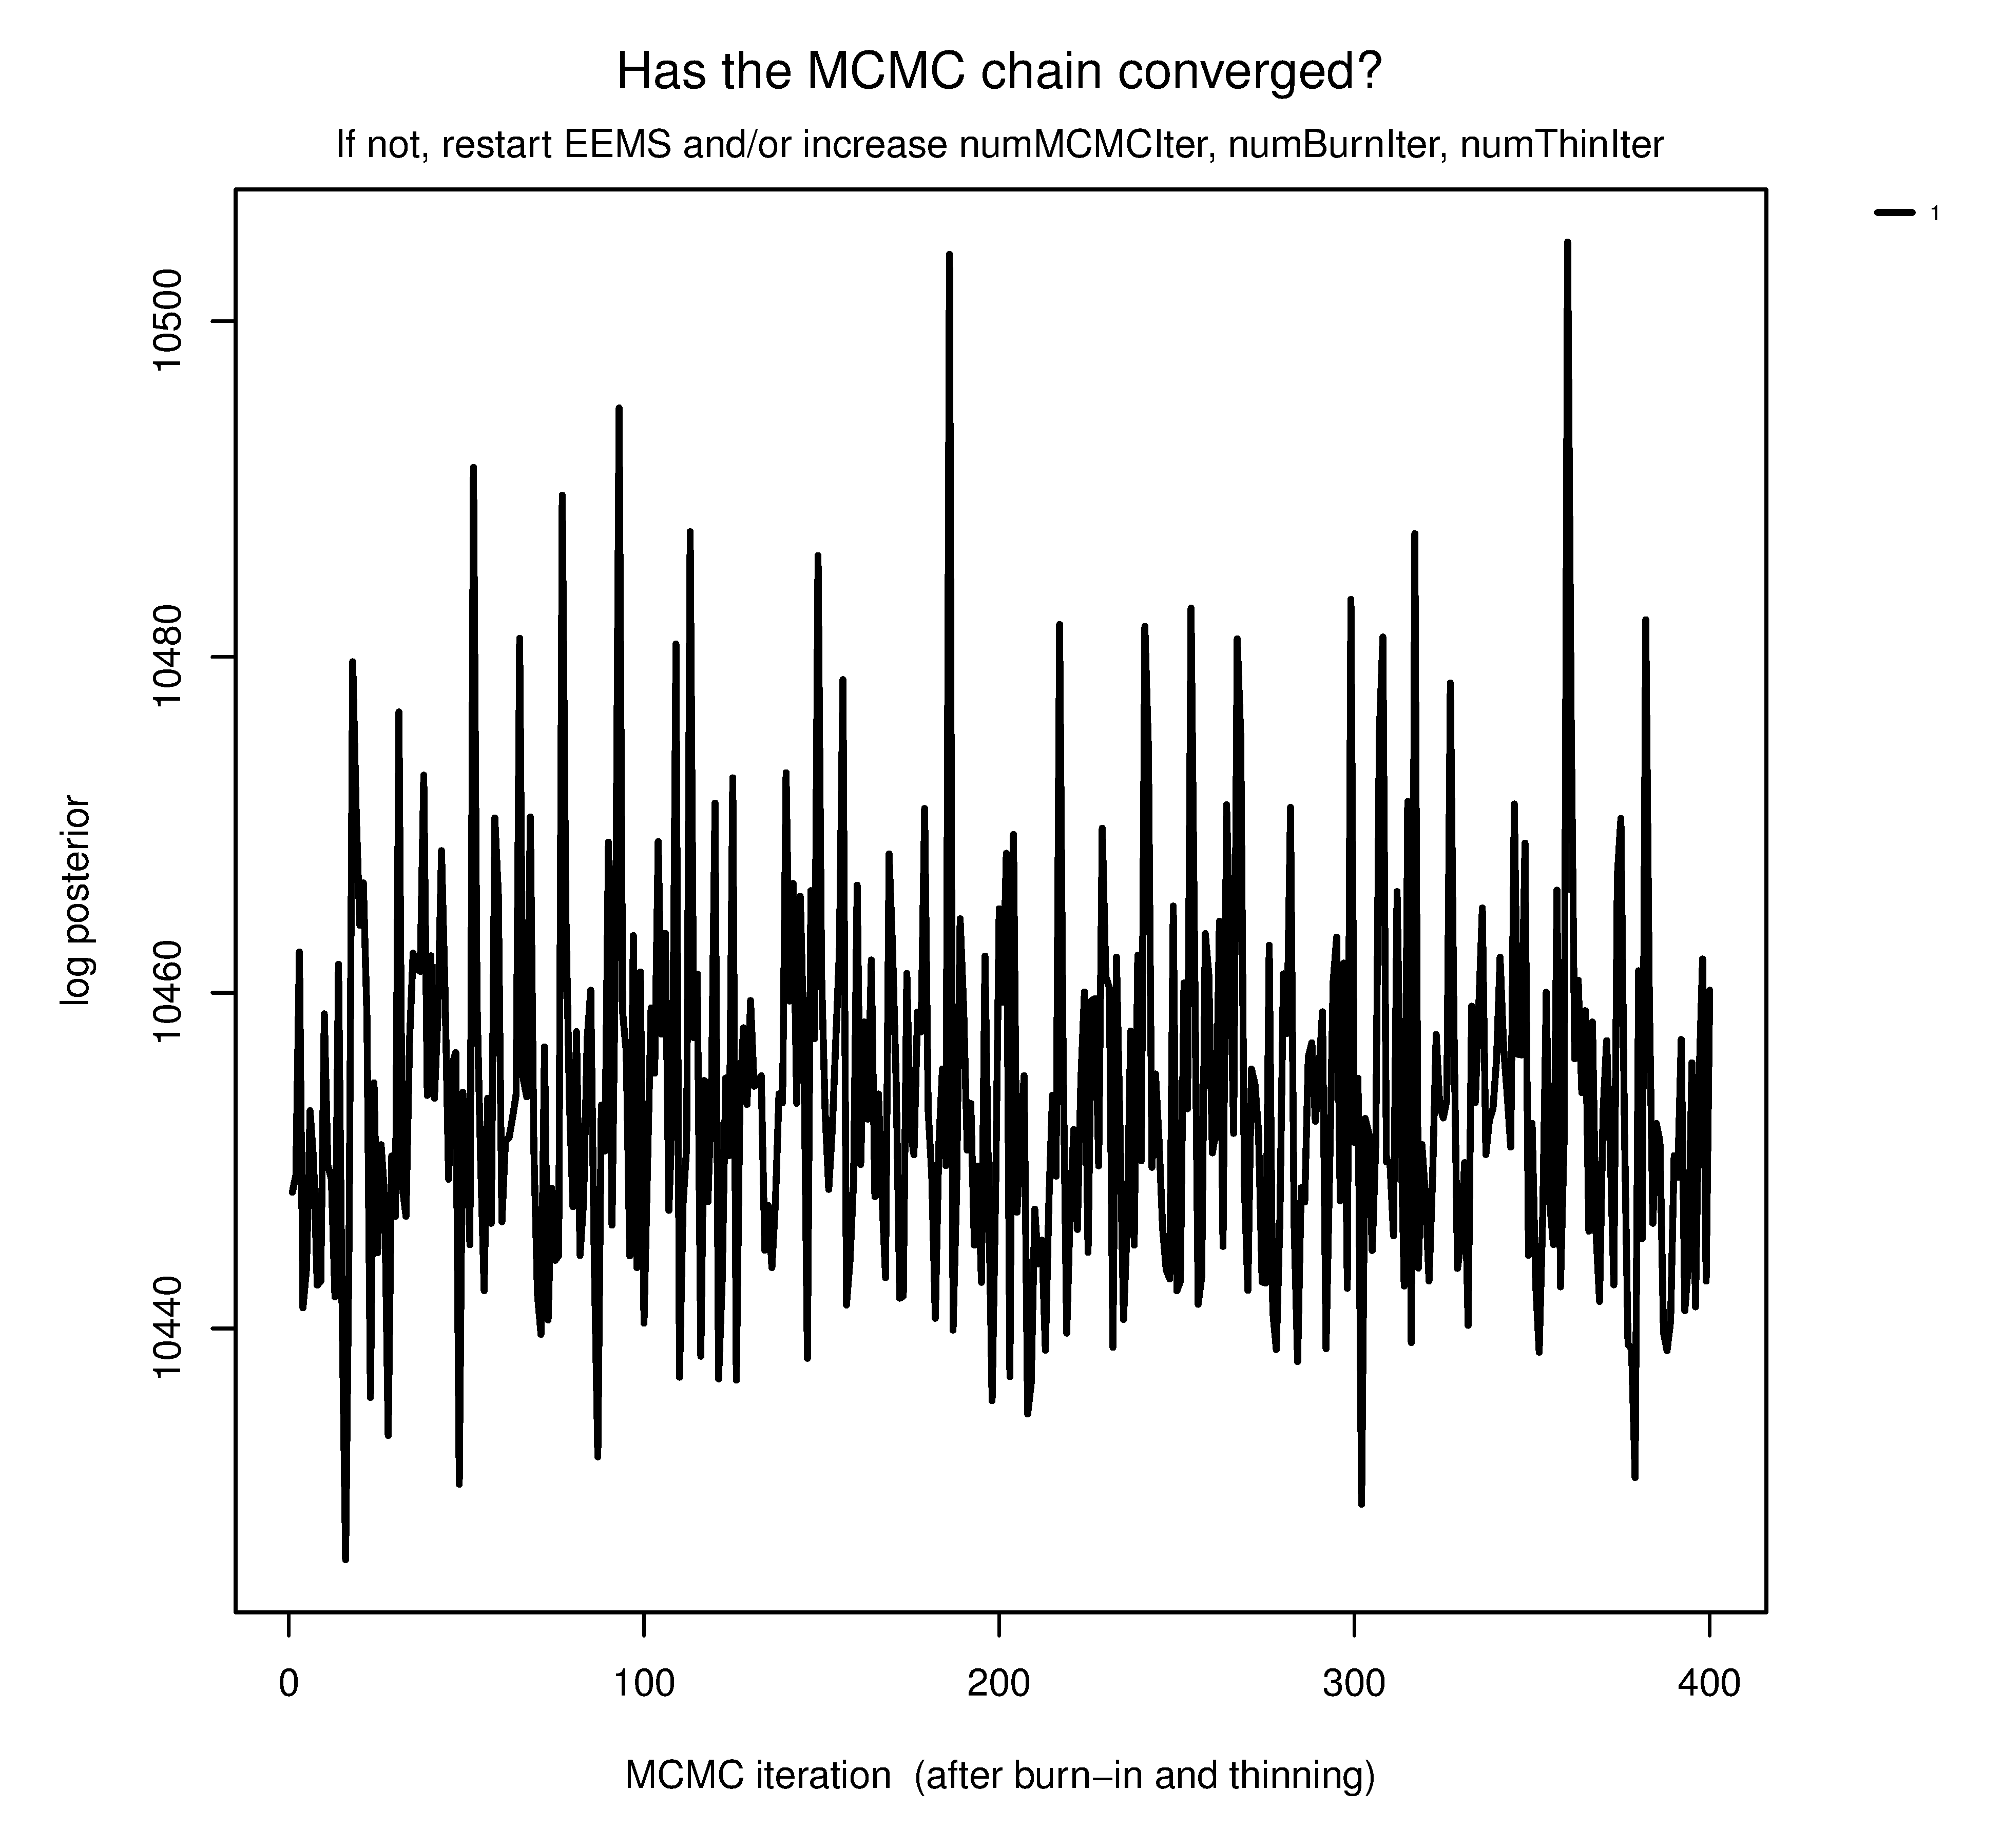 Has the MCMC chain converged?
If not, restart EEMS and/or increase numMCMCIter, numBurnIter, numThinIter
1
10500
10480
10460
10440
log posterior
0 100 200 300 400
MCMC iteration (after burn−in and thinning)